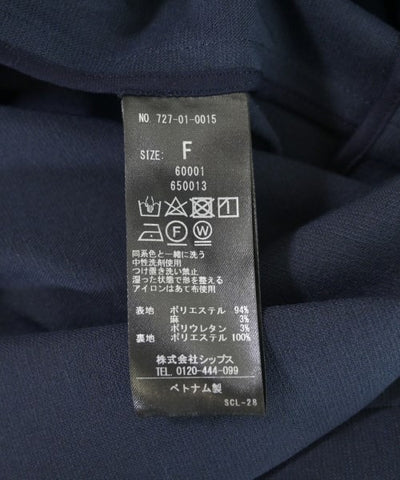 NO 727-01-0015
SIZE: F
60001
650013
F W
同系色と一緒に洗う
中性洗剤使用
つけ置き洗い禁止
湿った状態で形を整える
アイロンはあて布使用
表地 ポリエステル 94%
麻 3%
ポリウレタン 3%
裏地 ポリエステル 100%
株式会社シップス
TEL. 0120-444-099
ベトナム製
SCL-28